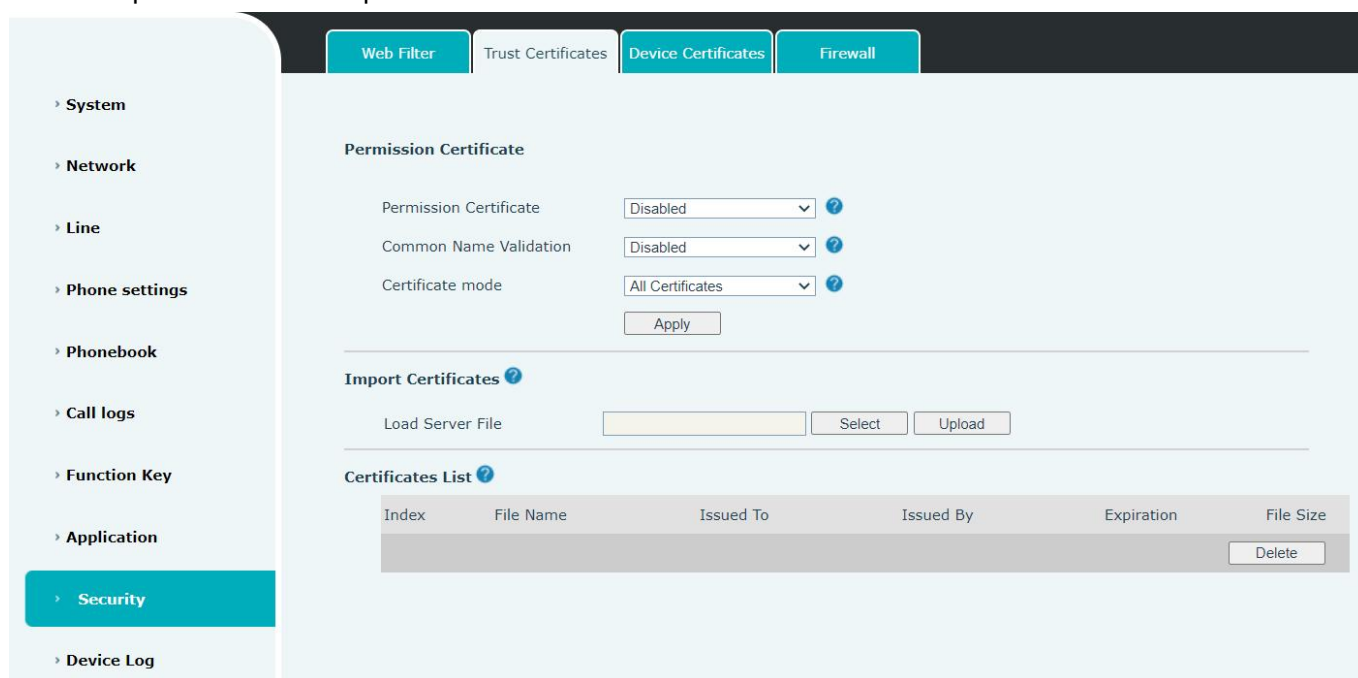 Web Filter Trust Certificates Device Certificates Firewall
System
Network
Line
Phone settings
Phonebook
Call logs
Function Key
Application
Security
Device Log
Permission Certificate
Permission Certificate Disabled ?
Common Name Validation Disabled ?
Certificate mode All Certificates ?
Apply
Import Certificates ?
Load Server File Select Upload
Certificates List ?
Index File Name Issued To Issued By Expiration File Size
Delete